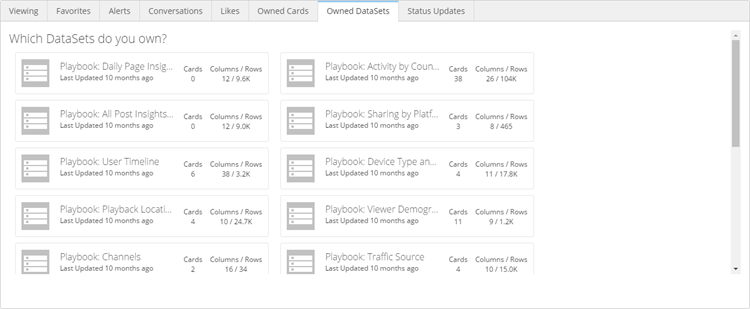 Viewing Favorites Alerts Conversations Likes Owned Cards Owned DataSets Status Updates
Which DataSets do you own?
Playbook: Daily Page Insig... Cards Columns / Rows
Last Updated 10 months ago 0 12 / 9.6K
Playbook: Activity by Coun... Cards Columns / Rows
Last Updated 10 months ago 38 26 / 104K
Playbook: All Post Insights... Cards Columns / Rows
Last Updated 10 months ago 0 12 / 9.0K
Playbook: Sharing by Platf... Cards Columns / Rows
Last Updated 10 months ago 3 8 / 465
Playbook: User Timeline Cards Columns / Rows
Last Updated 10 months ago 6 38 / 3.2K
Playbook: Device Type an... Cards Columns / Rows
Last Updated 10 months ago 4 11 / 17.8K
Playbook: Playback Locati... Cards Columns / Rows
Last Updated 10 months ago 4 10 / 24.7K
Playbook: Viewer Demogr... Cards Columns / Rows
Last Updated 10 months ago 11 9 / 1.2K
Playbook: Channels Cards Columns / Rows
Last Updated 10 months ago 2 16 / 34
Playbook: Traffic Source Cards Columns / Rows
Last Updated 10 months ago 4 10 / 15.0K